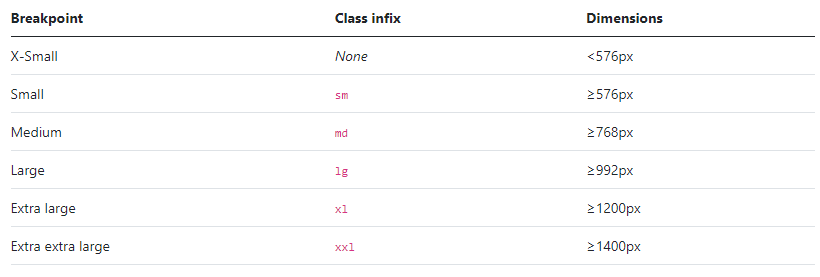 Breakpoint Class infix Dimensions
X-Small None <576px
Small sm ≥576px
Medium md ≥768px
Large lg ≥992px
Extra large xl ≥1200px
Extra extra large xxl ≥1400px